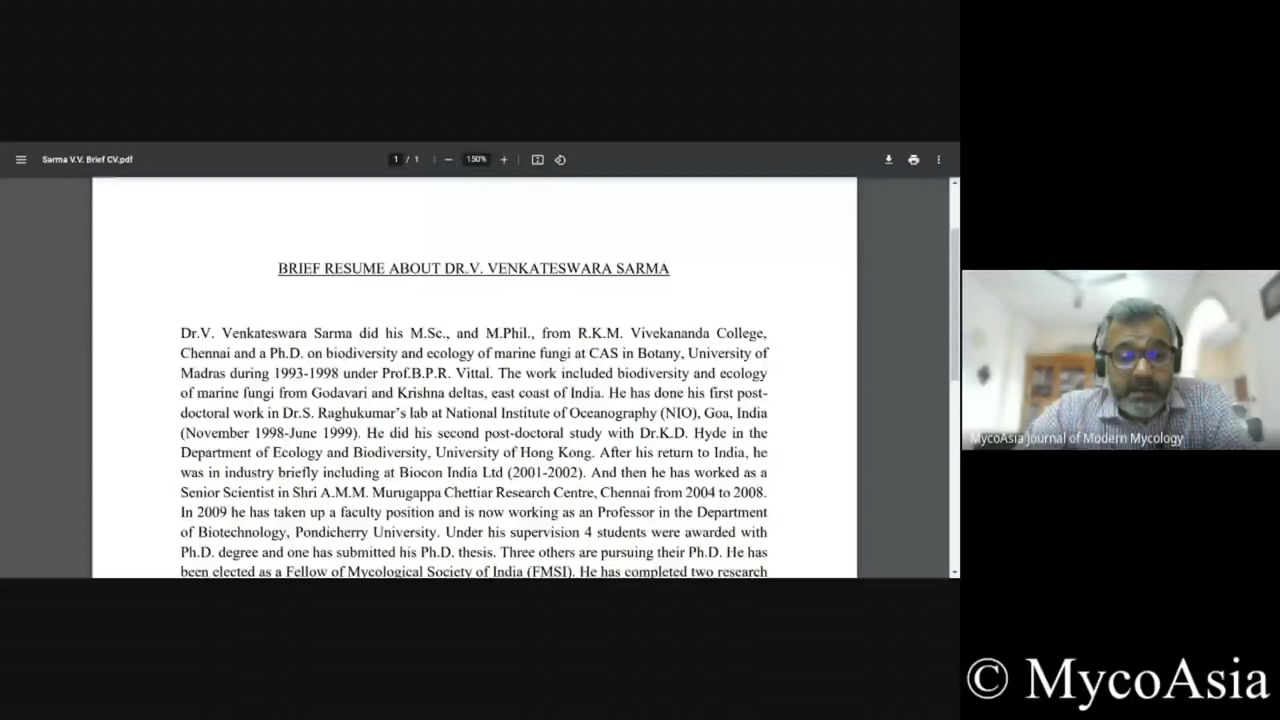 Sarma V.V. Brief CV.pdf
1 / 1
150%
BRIEF RESUME ABOUT DR.V. VENKATESWARA SARMA
Dr.V. Venkateswara Sarma did his M.Sc., and M.Phil., from R.K.M. Vivekananda College,
Chennai and a Ph.D. on biodiversity and ecology of marine fungi at CAS in Botany, University of
Madras during 1993-1998 under Prof.B.P.R. Vittal. The work included biodiversity and ecology
of marine fungi from Godavari and Krishna deltas, east coast of India. He has done his first post-
doctoral work in Dr.S. Raghukumar's lab at National Institute of Oceanography (NIO), Goa, India
(November 1998-June 1999). He did his second post-doctoral study with Dr.K.D. Hyde in the
Department of Ecology and Biodiversity, University of Hong Kong. After his return to India, he
was in industry briefly including at Biocon India Ltd (2001-2002). And then he has worked as a
Senior Scientist in Shri A.M.M. Murugappa Chettiar Research Centre, Chennai from 2004 to 2008.
In 2009 he has taken up a faculty position and is now working as an Professor in the Department
of Biotechnology, Pondicherry University. Under his supervision 4 students were awarded with
Ph.D. degree and one has submitted his Ph.D. thesis. Three others are pursuing their Ph.D. He has
been elected as a Fellow of Mycological Society of India (FMSI). He has completed two research
MycoAsia Journal of Modern Mycology
© MycoAsia